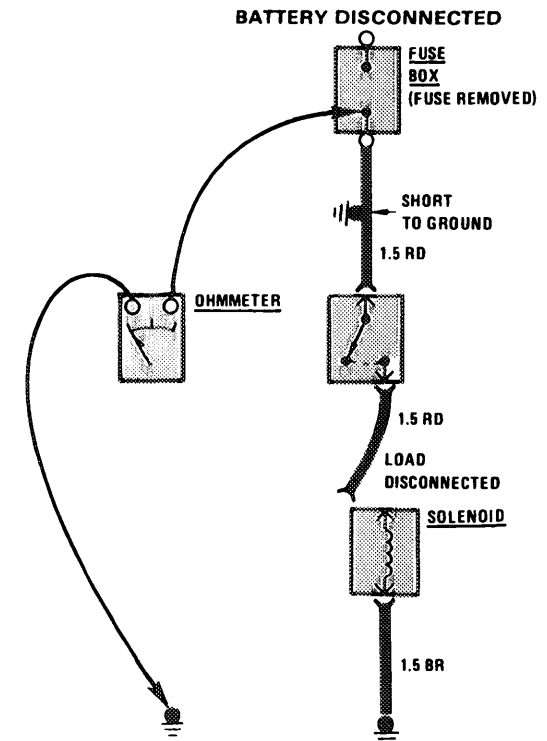 BATTERY DISCONNECTED
FUSE
BOX
(FUSE REMOVED)
SHORT
TO GROUND
1.5 RD
OHMMETER
1.5 RD
LOAD
DISCONNECTED
SOLENOID
1.5 BR